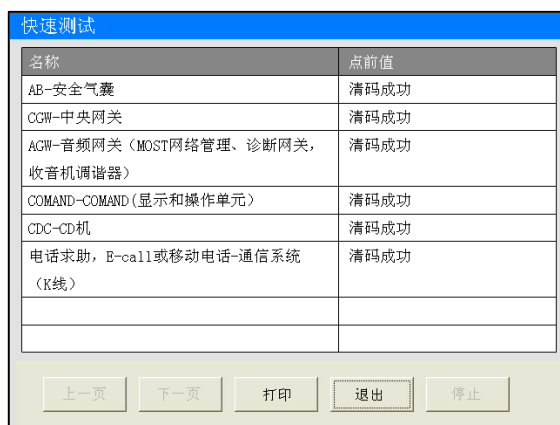 快速测试
名称 点前值
AB-安全气囊 清码成功
CGW-中央网关 清码成功
AGW-音频网关（MOST网络管理、诊断网关， 清码成功
收音机调谐器）
COMAND-COMAND(显示和操作单元） 清码成功
CDC-CD机 清码成功
电话求助，E-call或移动电话-通信系统 清码成功
（K线）
上一页 下一页 打印 退出 停止